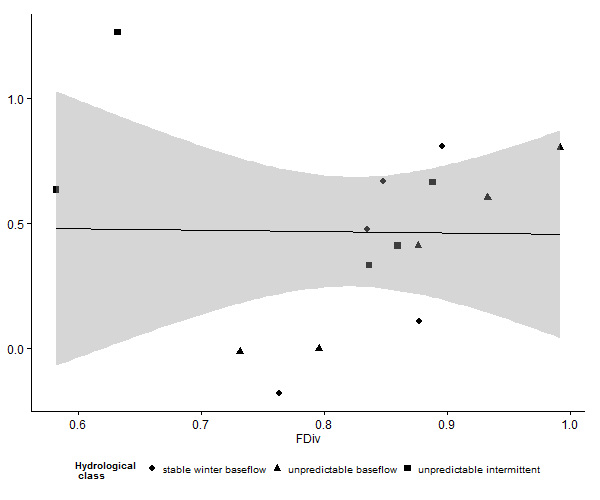 1.0
0.5
0.0
0.6 0.7 0.8 0.9 1.0
FDiv
Hydrological
class
stable winter baseflow unpredictable baseflow unpredictable intermittent